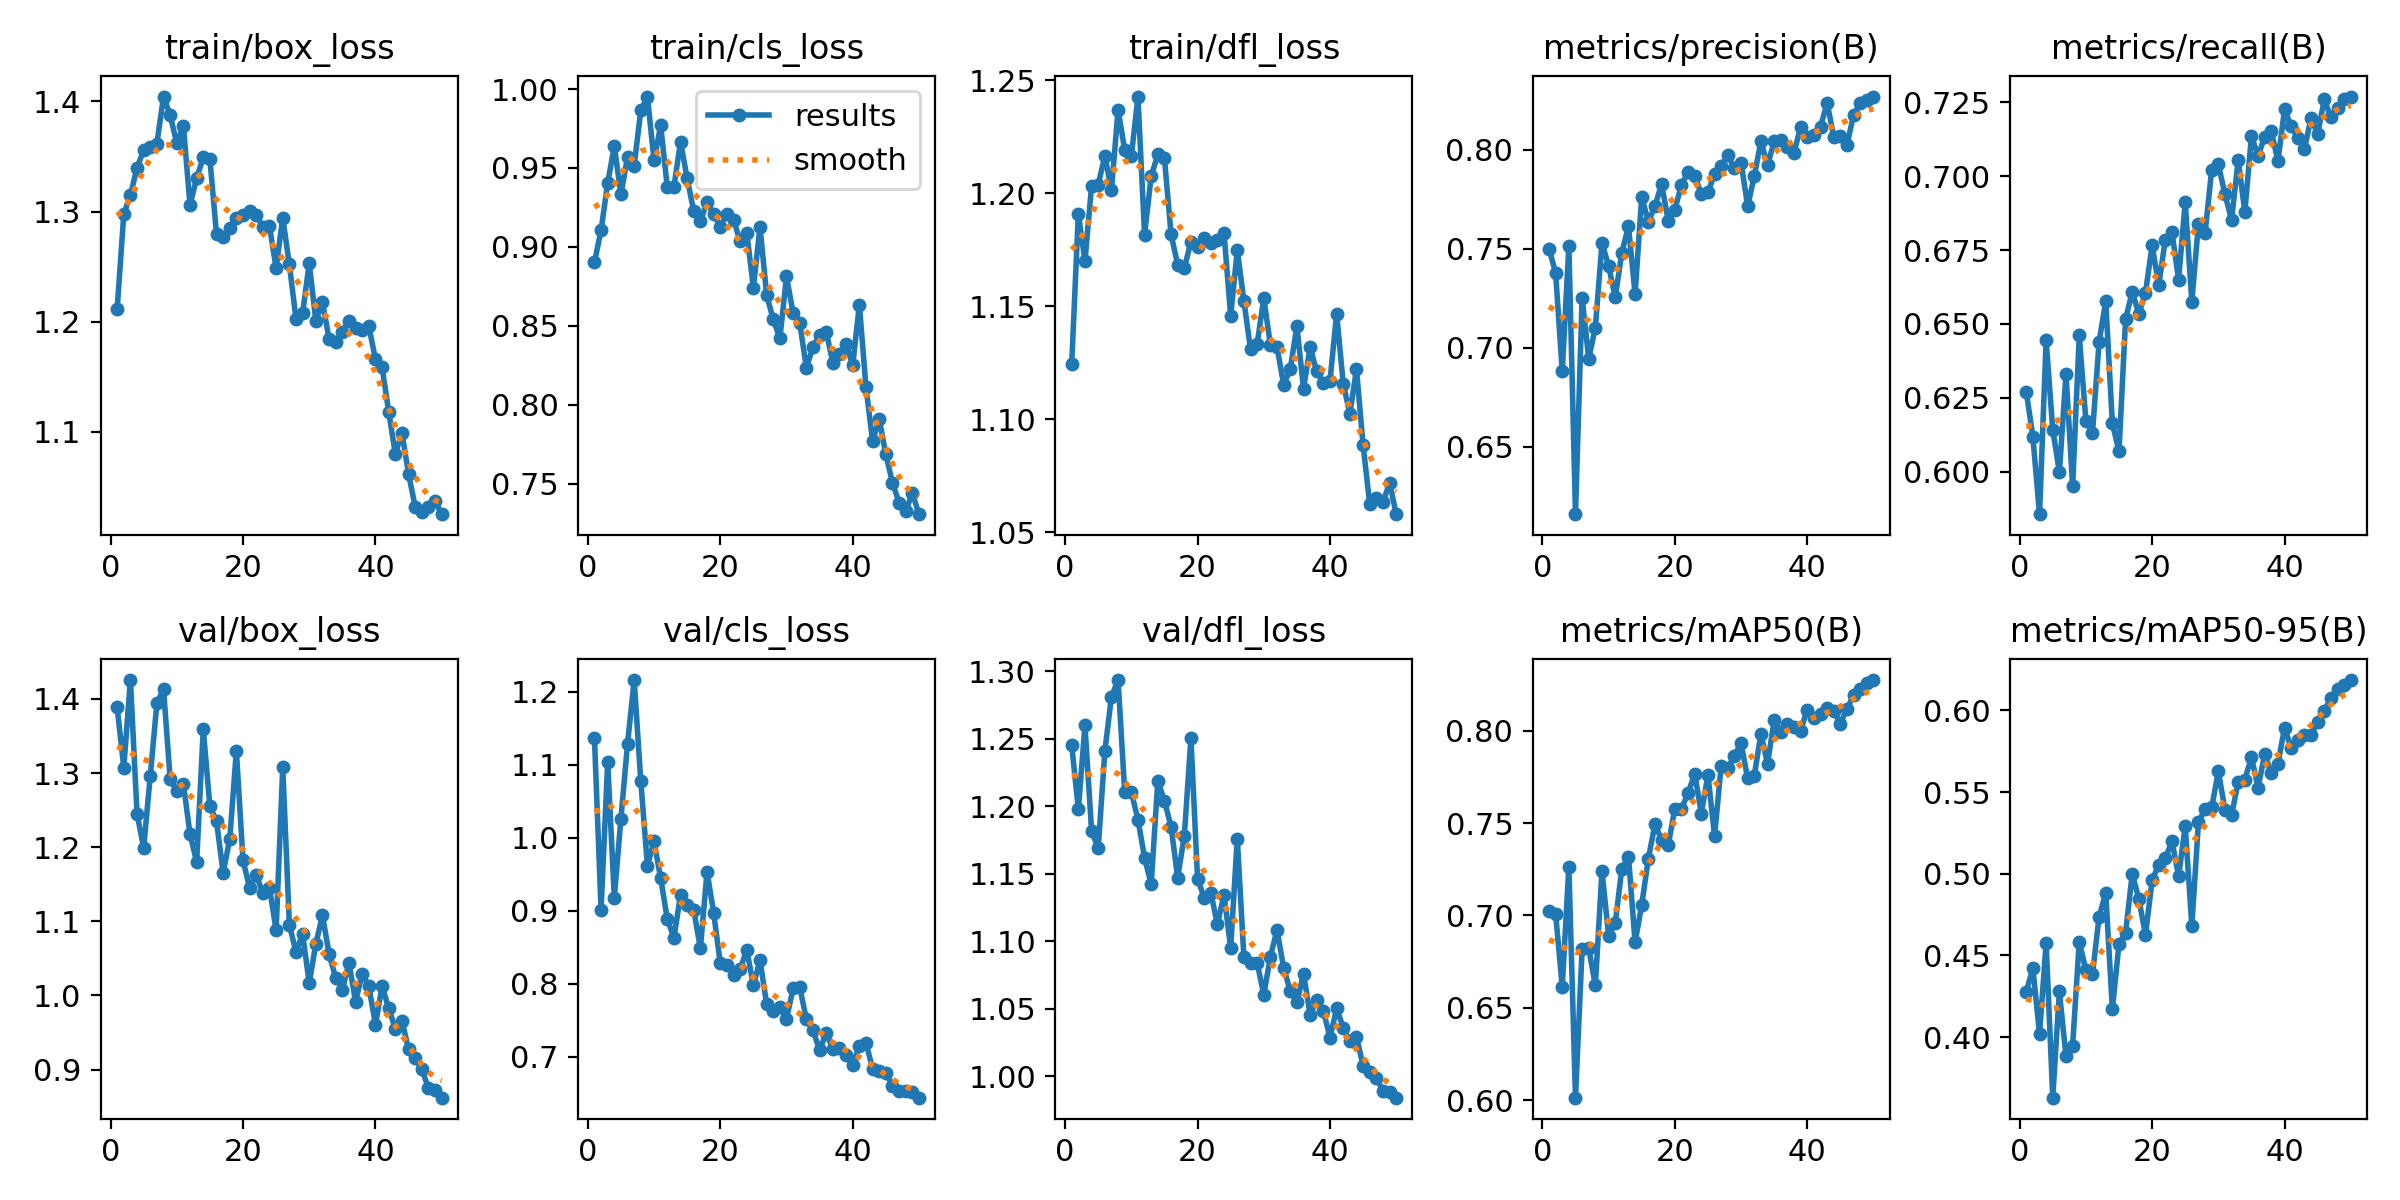 train/box_loss
1.4
1.3
1.2
1.1
0 20 40
train/cls_loss
results
smooth
1.00
0.95
0.90
0.85
0.80
0.75
0 20 40
train/dfl_loss
1.25
1.20
1.15
1.10
1.05
0 20 40
metrics/precision(B)
0.80
0.75
0.70
0.65
0 20 40
metrics/recall(B)
0.725
0.700
0.675
0.650
0.625
0.600
0 20 40
val/box_loss
1.4
1.3
1.2
1.1
1.0
0.9
0 20 40
val/cls_loss
1.2
1.1
1.0
0.9
0.8
0.7
0 20 40
val/dfl_loss
1.30
1.25
1.20
1.15
1.10
1.05
1.00
0 20 40
metrics/mAP50(B)
0.80
0.75
0.70
0.65
0.60
0 20 40
metrics/mAP50-95(B)
0.60
0.55
0.50
0.45
0.40
0 20 40